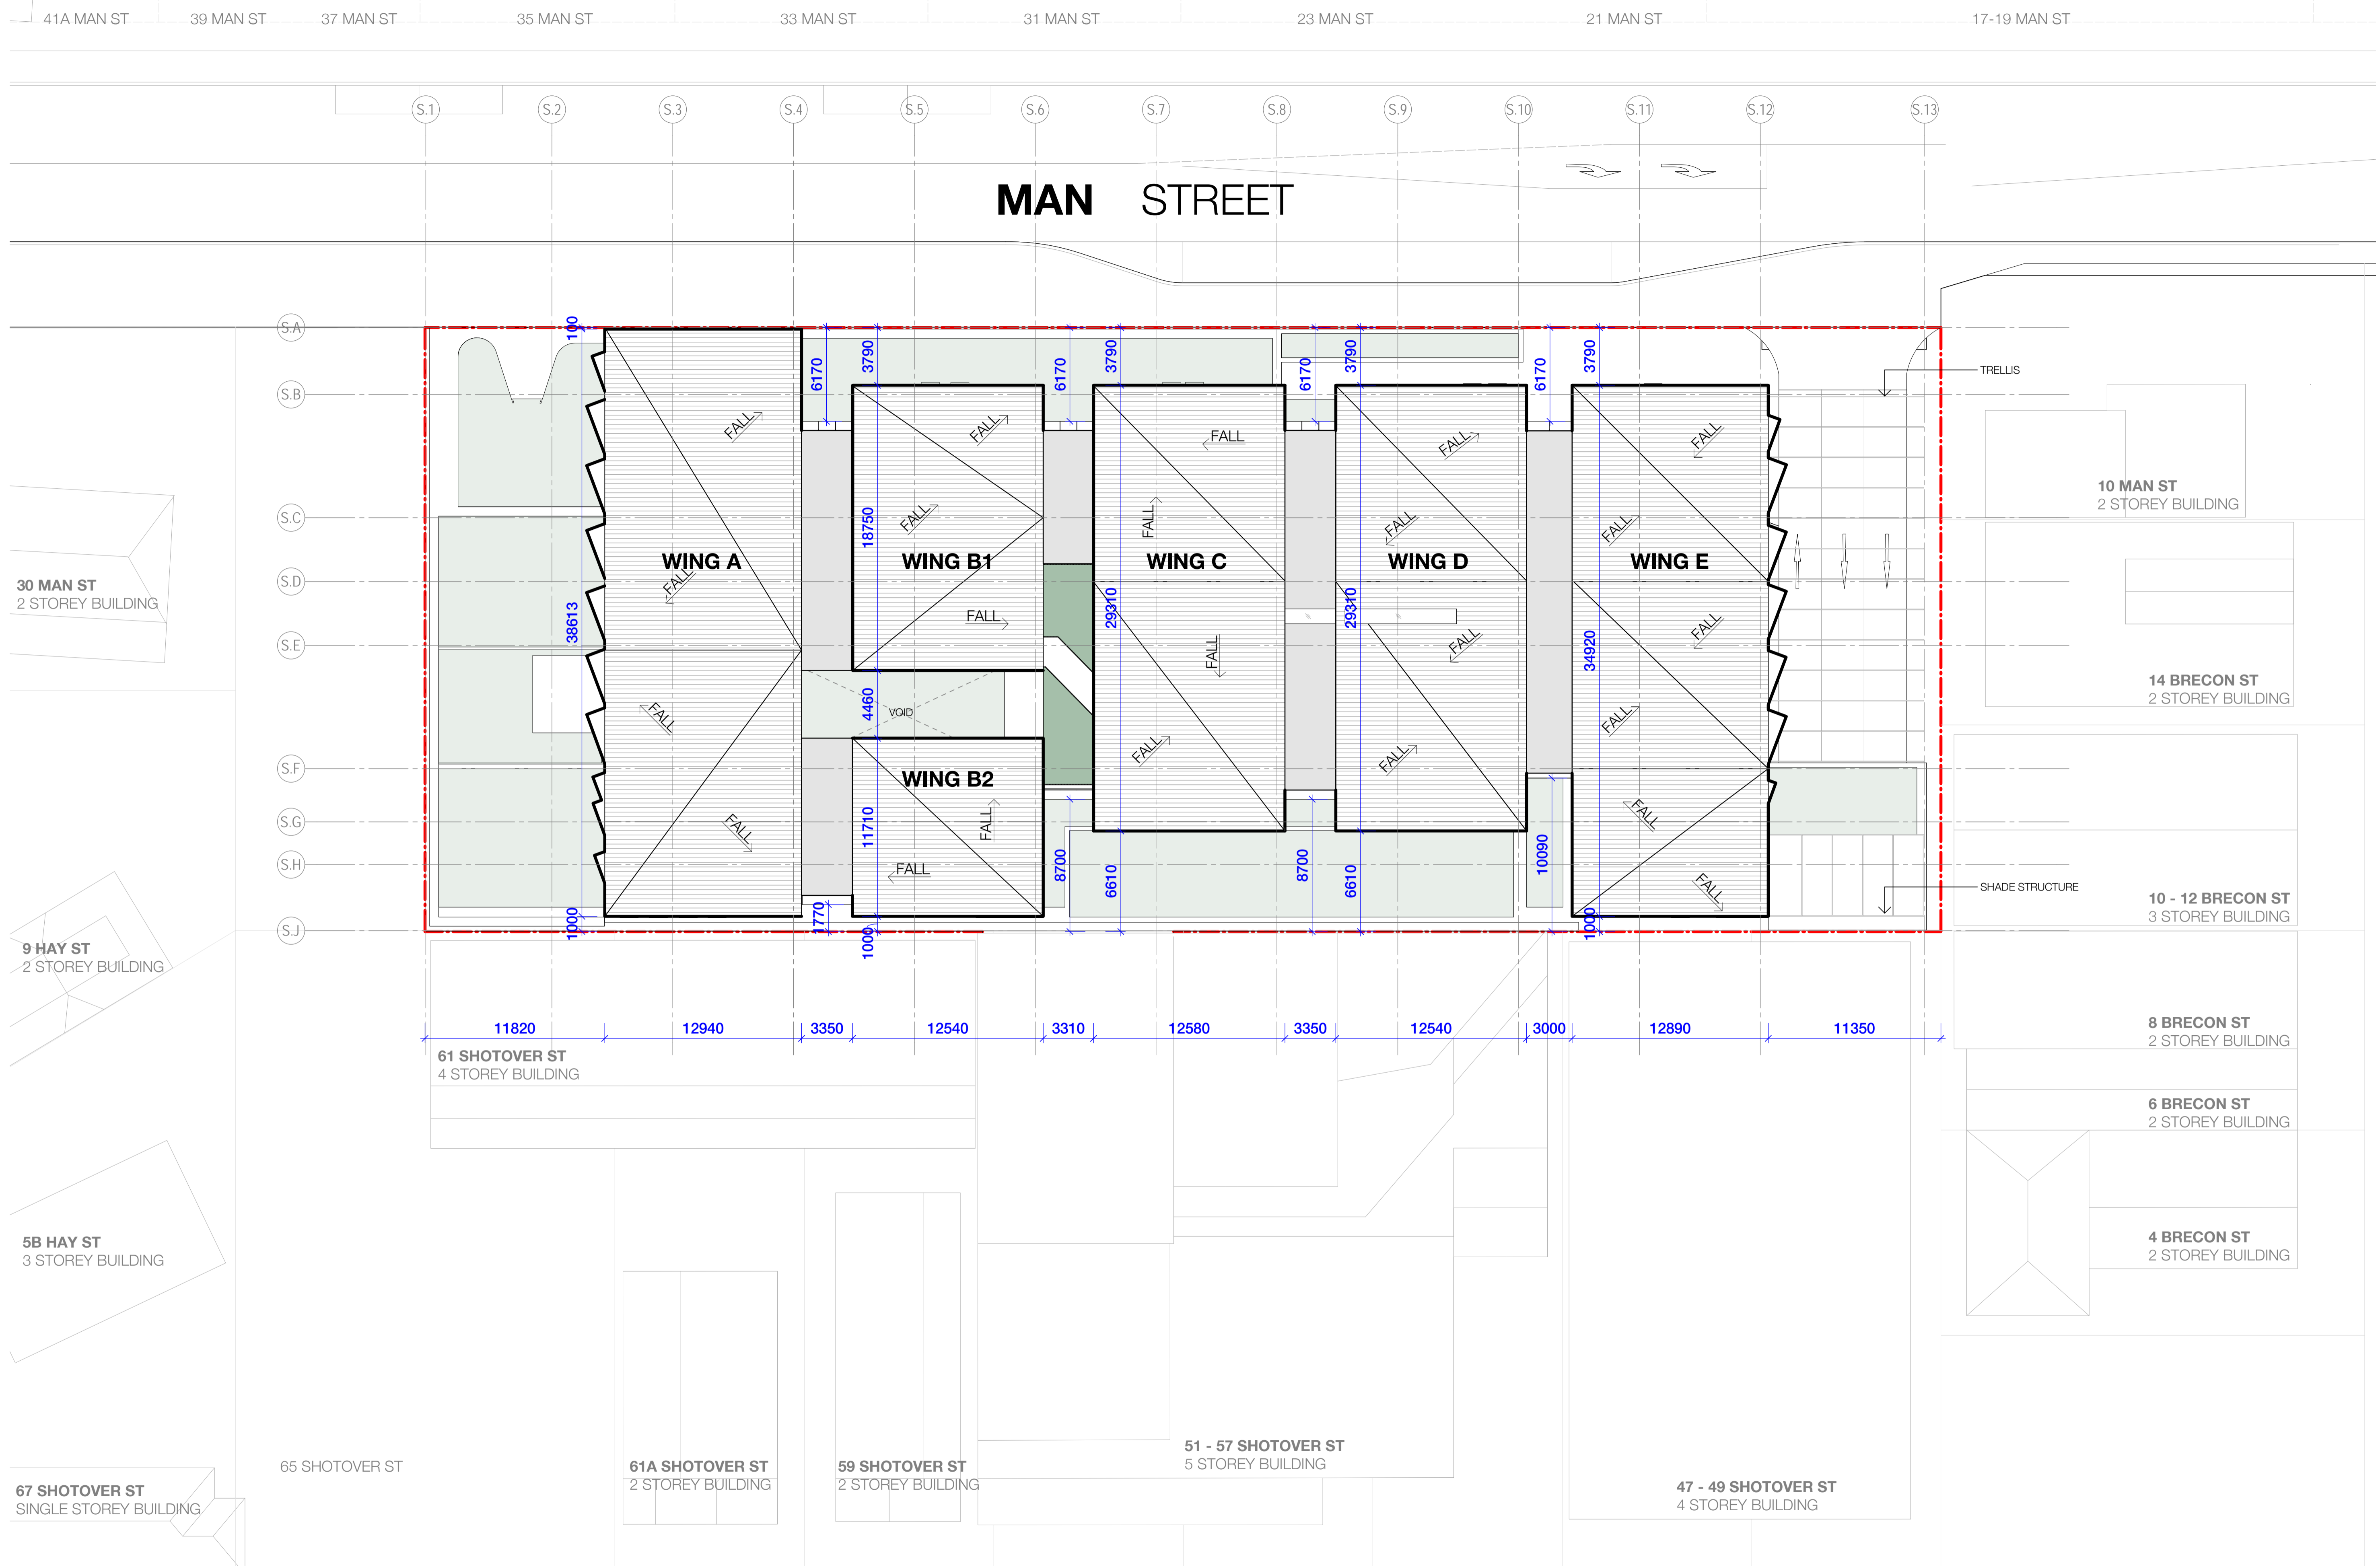 41A MAN ST
39 MAN ST
37 MAN ST
35 MAN ST
33 MAN ST
31 MAN ST
23 MAN ST
21 MAN ST
17-19 MAN ST
S.1
S.2
S.3
S.4
S.5
S.6
S.7
S.8
S.9
S.10
S.11
S.12
S.13
MAN STREET
S.A
S.B
S.C
S.D
S.E
S.F
S.G
S.H
S.J
100
6170
3790
6170
3790
6170
3790
6170
3790
TRELLIS
FALL
FALL
FALL
FALL
FALL
FALL
FALL
FALL
FALL
FALL
18750
WING A
WING B1
WING C
WING D
WING E
FALL
38613
FALL
29310
29310
34920
FALL
FALL
FALL
FALL
4460
VOID
FALL
FALL
FALL
WING B2
11710
FALL
FALL
FALL
FALL
FALL
8700
6610
8700
6610
10090
1000
1770
1000
1000
SHADE STRUCTURE
11820
12940
3350
12540
3310
12580
3350
12540
3000
12890
11350
30 MAN ST
2 STOREY BUILDING
9 HAY ST
2 STOREY BUILDING
5B HAY ST
3 STOREY BUILDING
67 SHOTOVER ST
SINGLE STOREY BUILDING
65 SHOTOVER ST
61 SHOTOVER ST
4 STOREY BUILDING
61A SHOTOVER ST
2 STOREY BUILDING
59 SHOTOVER ST
2 STOREY BUILDING
51 - 57 SHOTOVER ST
5 STOREY BUILDING
47 - 49 SHOTOVER ST
4 STOREY BUILDING
10 MAN ST
2 STOREY BUILDING
14 BRECON ST
2 STOREY BUILDING
10 - 12 BRECON ST
3 STOREY BUILDING
8 BRECON ST
2 STOREY BUILDING
6 BRECON ST
2 STOREY BUILDING
4 BRECON ST
2 STOREY BUILDING